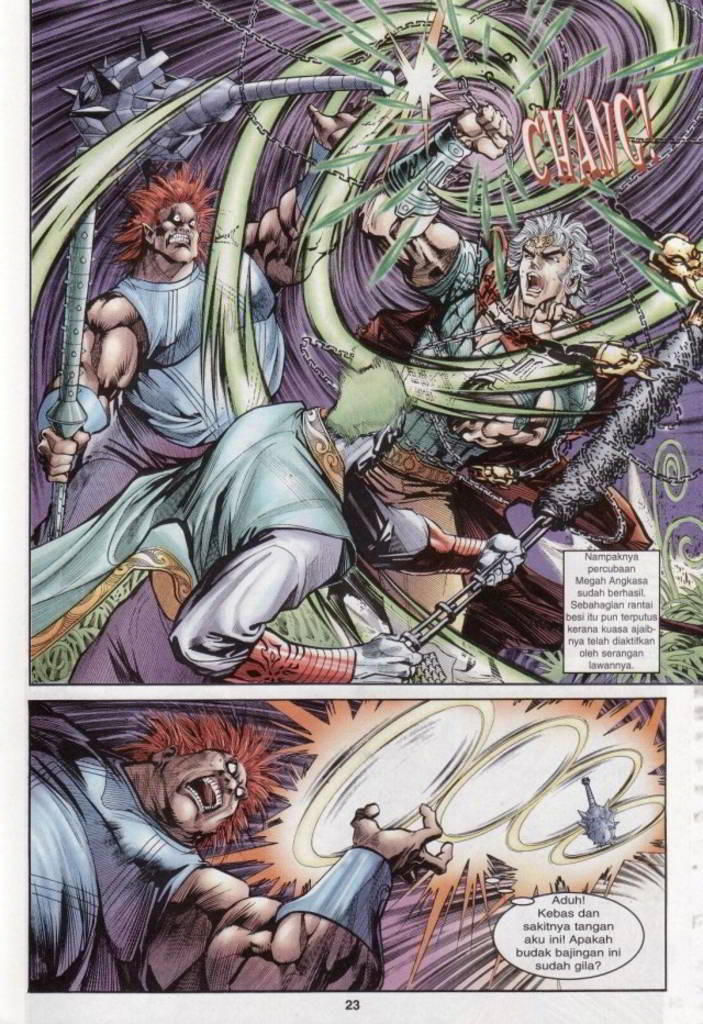 CHANG!
Nampaknya
percubaan
Megah Angkasa
sudah berhasil.
Sebahagian rantai
besi itu pun terputus
kerana kuasa ajaib-
nya telah diaktifkan
oleh serangan
lawannya.
Aduh!
Kebas dan
sakitnya tangan
aku ini! Apakah
budak bajingan ini
sudah gila?
23